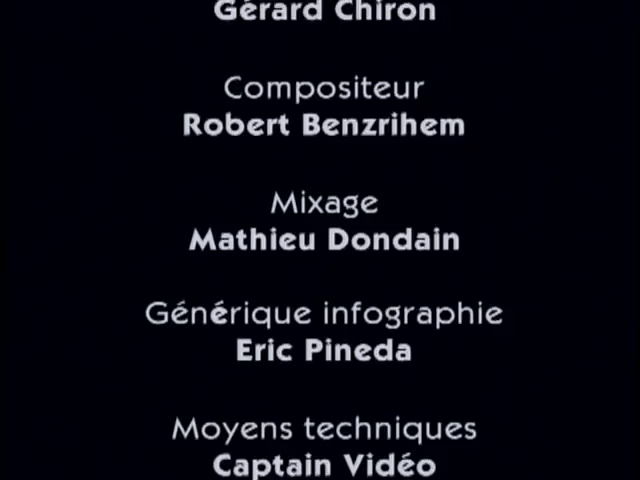 Gérard Chiron
Compositeur
Robert Benzrihem
Mixage
Mathieu Dondain
Générique infographie
Eric Pineda
Moyens techniques
Captain Vidéo